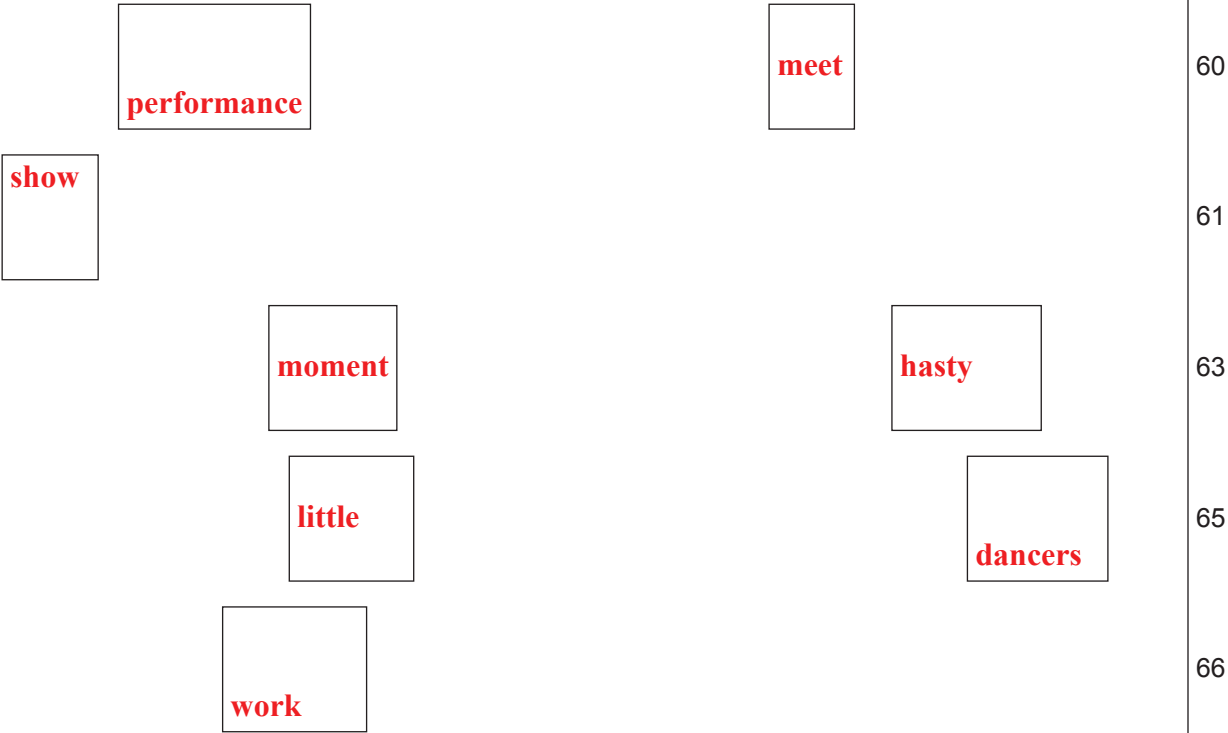 performance meet 60
show 61
moment hasty 63
little 65
dancers
work 66